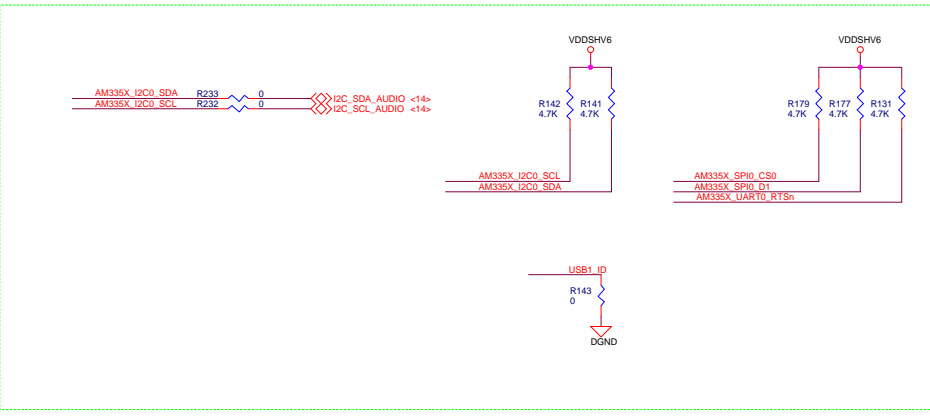 VDDSHV6
VDDSHV6
AM335X_I2C0_SDA R233 0 I2C_SDA_AUDIO <14>
AM335X_I2C0_SCL R232 0 I2C_SCL_AUDIO <14>
R142 R141
4.7K 4.7K
R179 R177 R131
4.7K 4.7K 4.7K
AM335X_I2C0_SCL
AM335X_I2C0_SDA
AM335X_SPI0_CS0
AM335X_SPI0_D1
AM335X_UART0_RTSn
USB1_ID
R143
0
DGND